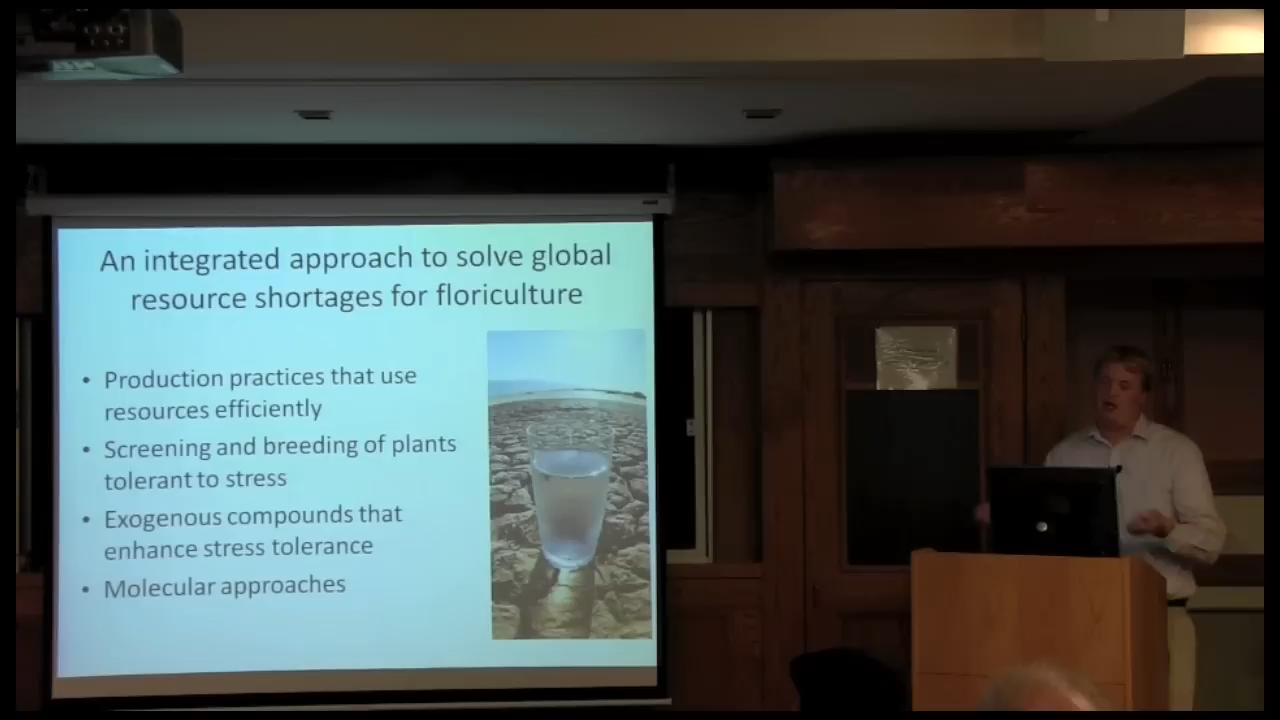 An integrated approach to solve global
resource shortages for floriculture
• Production practices that use
resources efficiently
• Screening and breeding of plants
tolerant to stress
• Exogenous compounds that
enhance stress tolerance
• Molecular approaches